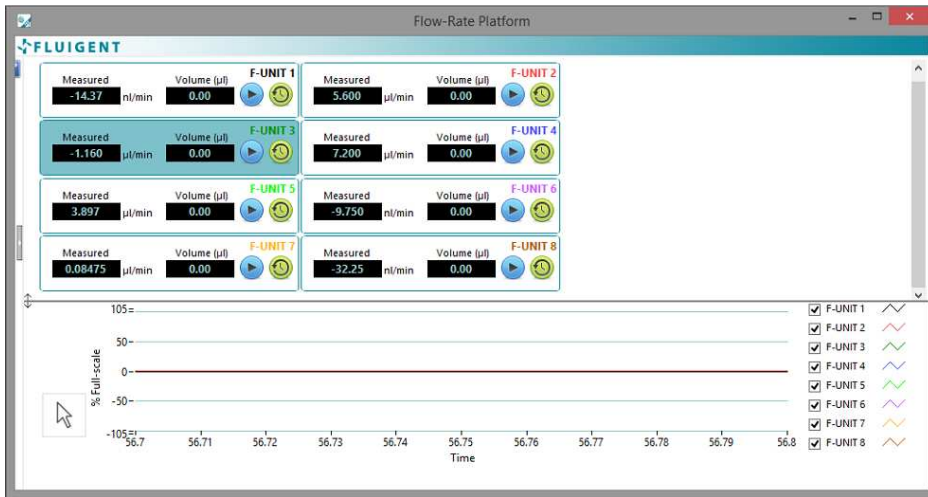 Flow-Rate Platform
FLUIGENT
F-UNIT 1
Measured Volume (µl)
-14.37 nl/min 0.00
F-UNIT 2
Measured Volume (µl)
5.600 µl/min 0.00
F-UNIT 3
Measured Volume (µl)
-1.160 µl/min 0.00
F-UNIT 4
Measured Volume (µl)
7.200 µl/min 0.00
F-UNIT 5
Measured Volume (µl)
3.897 µl/min 0.00
F-UNIT 6
Measured Volume (µl)
-9.750 nl/min 0.00
F-UNIT 7
Measured Volume (µl)
0.08475 µl/min 0.00
F-UNIT 8
Measured Volume (µl)
-32.25 nl/min 0.00
% Full-scale
105
50
0
-50
-105
56.7 56.71 56.72 56.73 56.74 56.75 56.76 56.77 56.78 56.79 56.8
Time
F-UNIT 1
F-UNIT 2
F-UNIT 3
F-UNIT 4
F-UNIT 5
F-UNIT 6
F-UNIT 7
F-UNIT 8